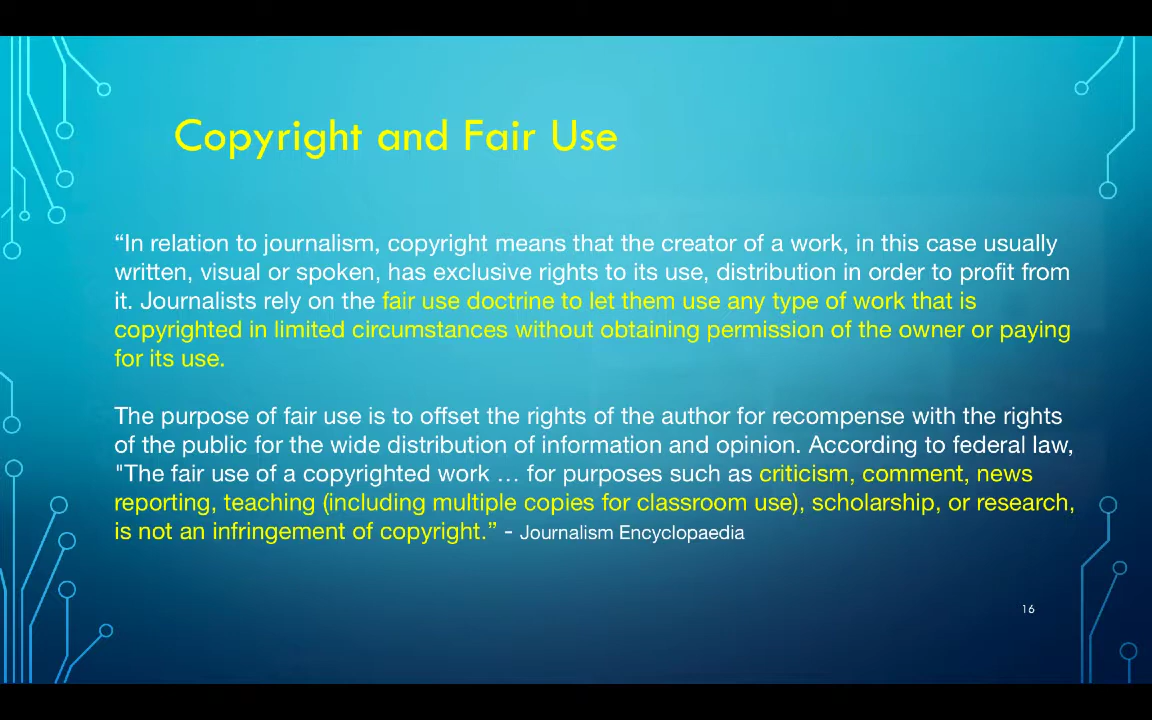 Copyright and Fair Use
“In relation to journalism, copyright means that the creator of a work, in this case usually
written, visual or spoken, has exclusive rights to its use, distribution in order to profit from
it. Journalists rely on the fair use doctrine to let them use any type of work that is
copyrighted in limited circumstances without obtaining permission of the owner or paying
for its use.
The purpose of fair use is to offset the rights of the author for recompense with the rights
of the public for the wide distribution of information and opinion. According to federal law,
"The fair use of a copyrighted work … for purposes such as criticism, comment, news
reporting, teaching (including multiple copies for classroom use), scholarship, or research,
is not an infringement of copyright.” - Journalism Encyclopaedia
16